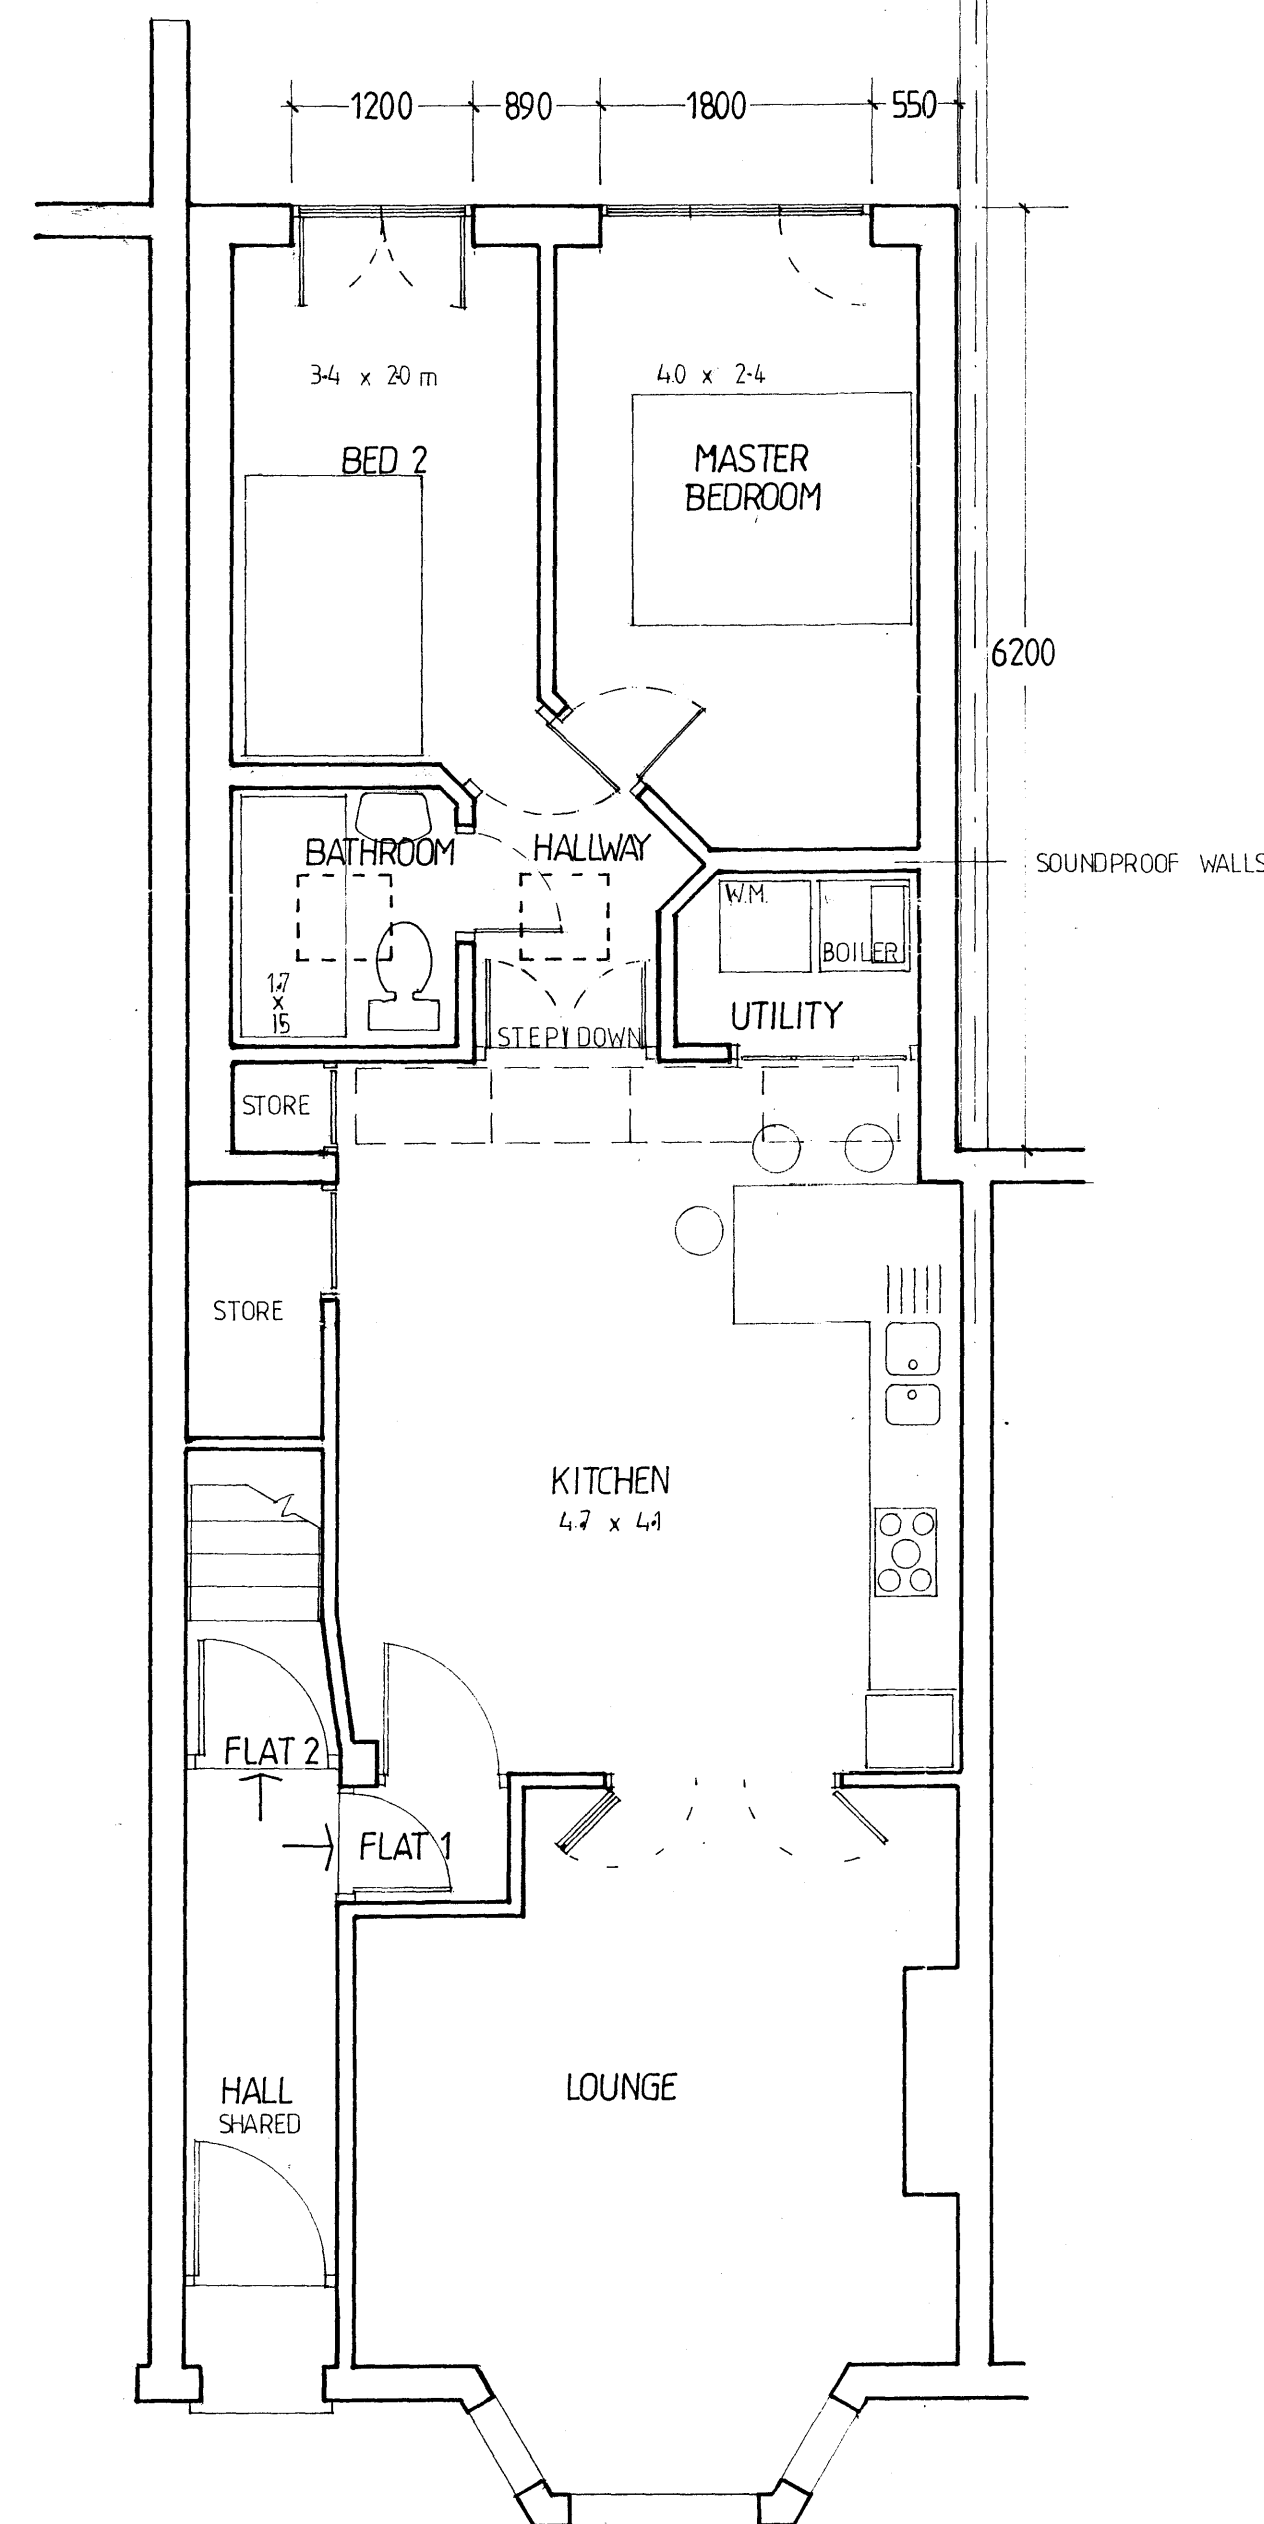 1200 890 1800 550
3.4 x 2.0 m
4.0 x 2.4
BED 2
MASTER
BEDROOM
6200
BATHROOM
HALLWAY
SOUNDPROOF WALLS
W.M.
BOILER
1.7
x
1.5
UTILITY
STEP DOWN
STORE
STORE
KITCHEN
4.7 x 4.1
FLAT 2
FLAT 1
HALL
SHARED
LOUNGE